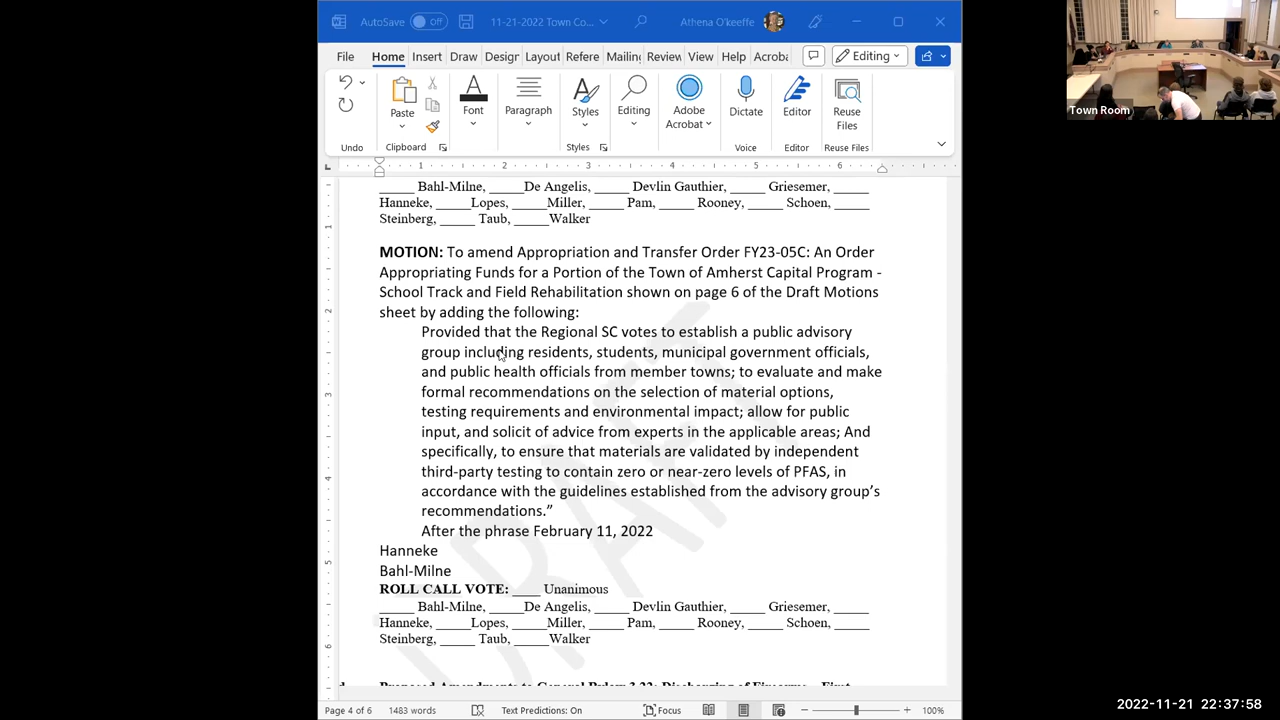 AutoSave Off 11-21-2022 Town Co... Athena O'keeffe
File Home Insert Draw Design Layout Refere Mailing Review View Help Acroba Editing
Paste Font Paragraph Styles Editing Adobe Acrobat Dictate Editor Reuse Files
Undo Clipboard Styles Voice Editor Reuse Files
1 2 3 4 5 6
_____ Bahl-Milne, _____De Angelis, _____ Devlin Gauthier, _____ Griesemer, _____
Hanneke, _____Lopes, _____Miller, _____ Pam, _____ Rooney, _____ Schoen, _____
Steinberg, _____ Taub, _____Walker
MOTION: To amend Appropriation and Transfer Order FY23-05C: An Order
Appropriating Funds for a Portion of the Town of Amherst Capital Program -
School Track and Field Rehabilitation shown on page 6 of the Draft Motions
sheet by adding the following:
Provided that the Regional SC votes to establish a public advisory
group including residents, students, municipal government officials,
and public health officials from member towns; to evaluate and make
formal recommendations on the selection of material options,
testing requirements and environmental impact; allow for public
input, and solicit of advice from experts in the applicable areas; And
specifically, to ensure that materials are validated by independent
third-party testing to contain zero or near-zero levels of PFAS, in
accordance with the guidelines established from the advisory group's
recommendations.”
After the phrase February 11, 2022
Hanneke
Bahl-Milne
ROLL CALL VOTE: ____ Unanimous
_____ Bahl-Milne, _____De Angelis, _____ Devlin Gauthier, _____ Griesemer, _____
Hanneke, _____Lopes, _____Miller, _____ Pam, _____ Rooney, _____ Schoen, _____
Steinberg, _____ Taub, _____Walker
DRAFT
Page 4 of 6 1483 words Text Predictions: On Focus 100%
Town Room
2022-11-21 22:37:58